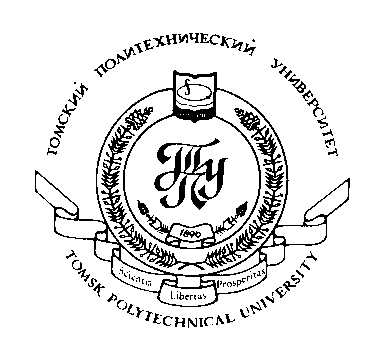 ТОМСКИЙ ПОЛИТЕХНИЧЕСКИЙ УНИВЕРСИТЕТ
ТПУ
1896
Scientia
Libertas
Prosperitas
TOMSK POLYTECHNICAL UNIVERSITY